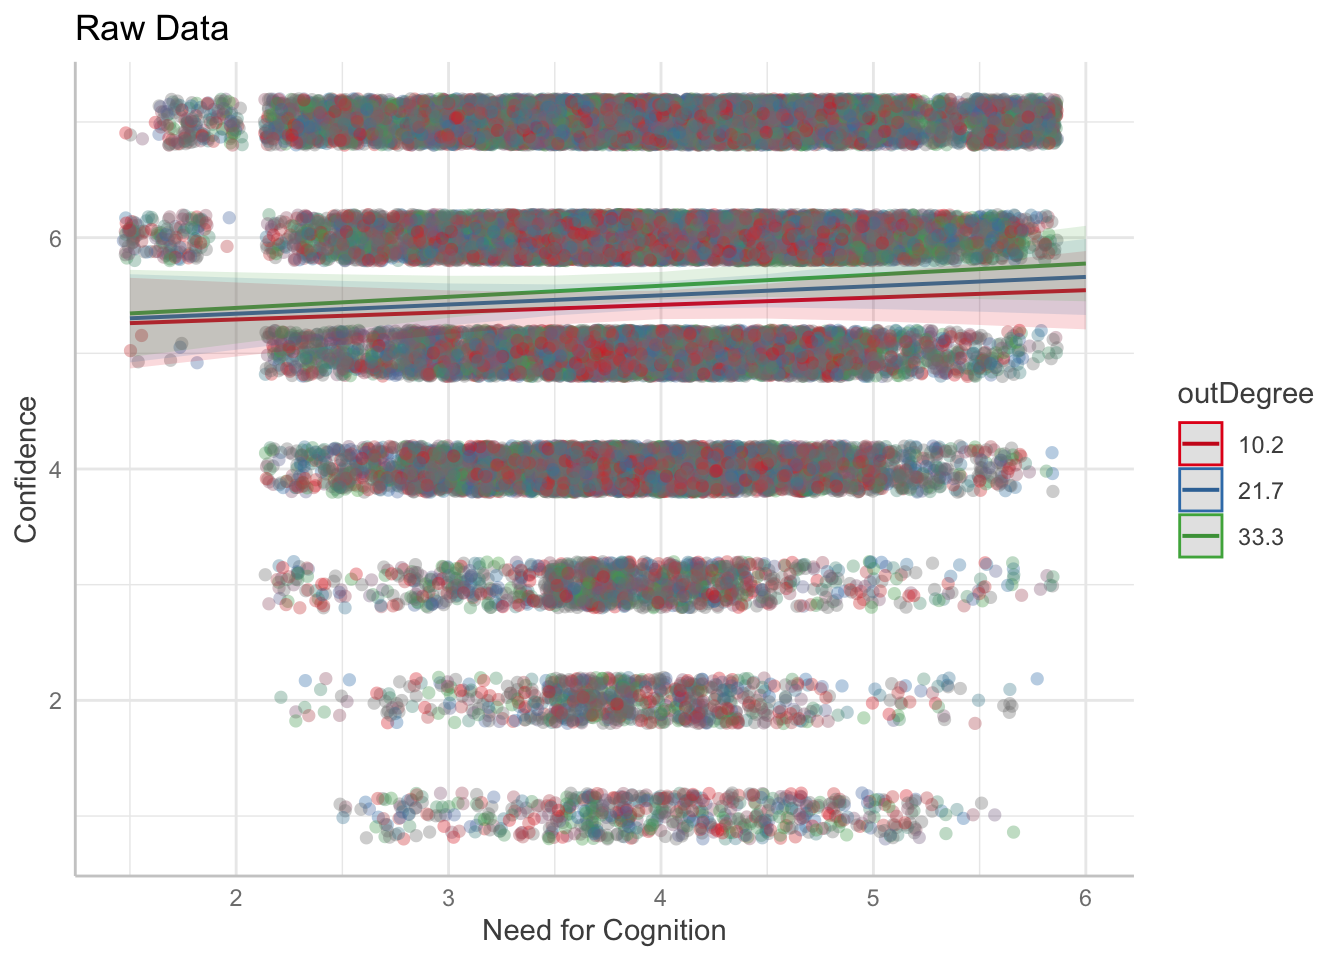 Raw Data
6
4
2
Confidence
2 3 4 5 6
Need for Cognition
outDegree
10.2
21.7
33.3